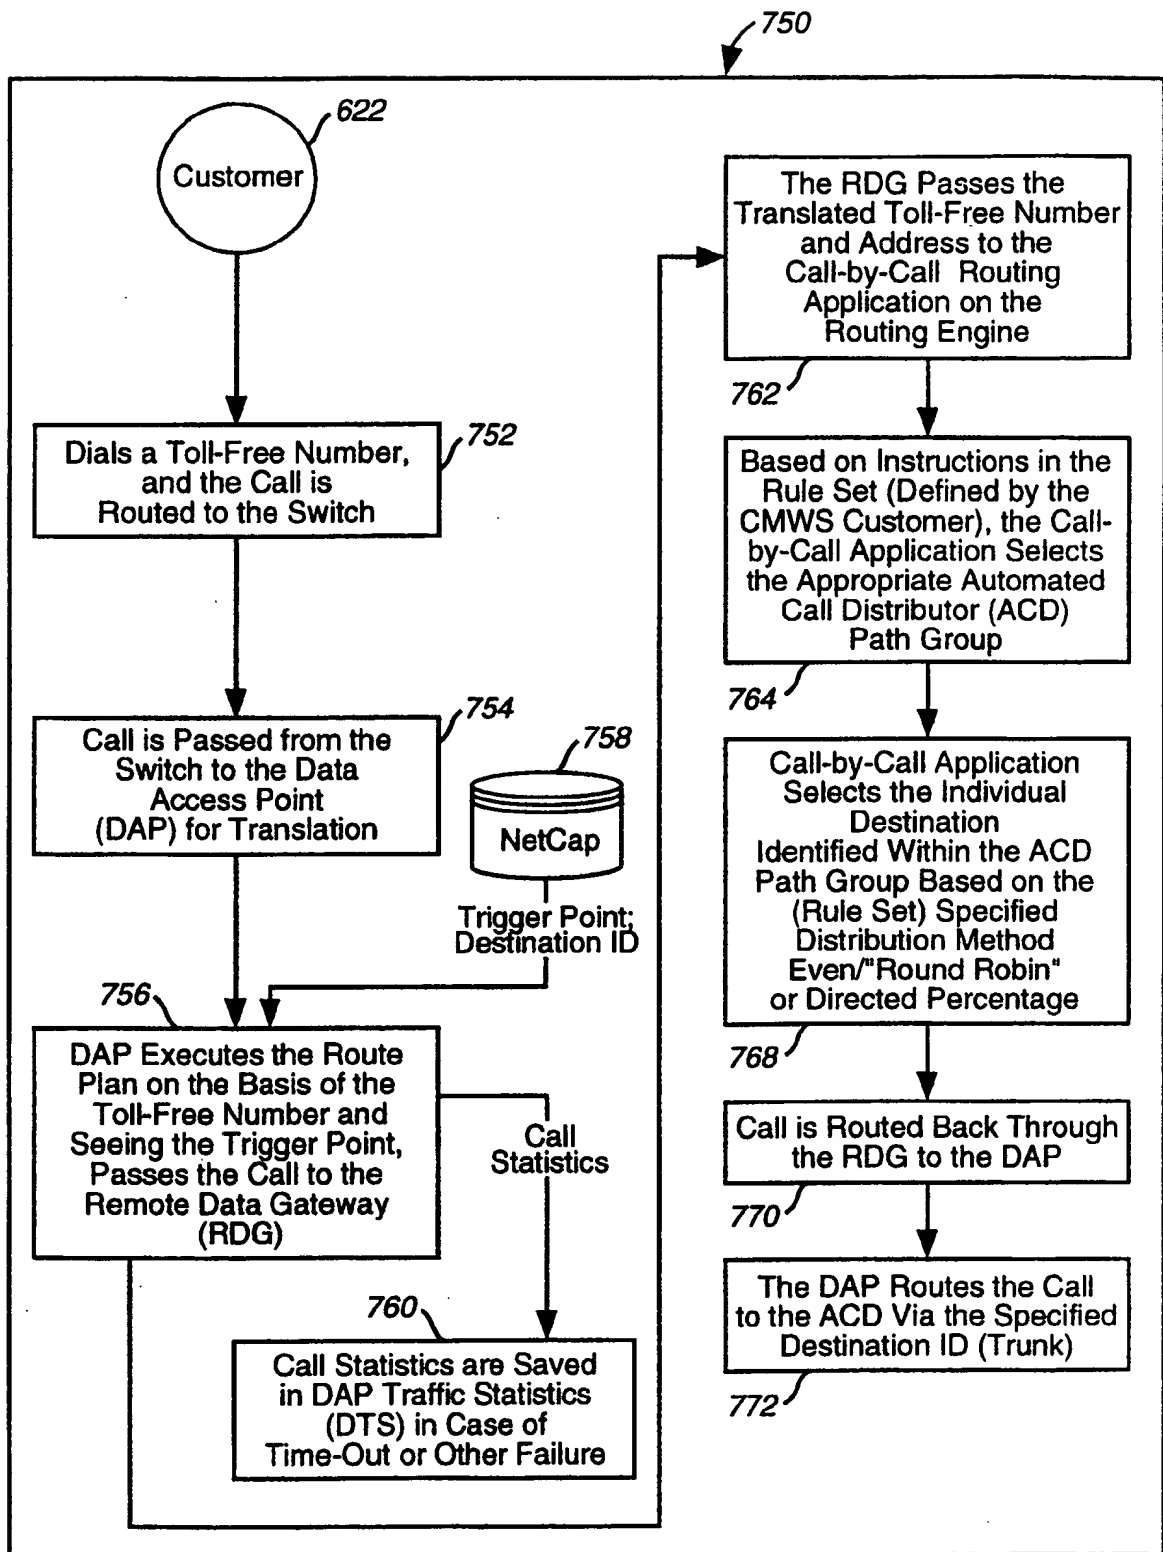 750
622
Customer
752
Dials a Toll-Free Number,
and the Call is
Routed to the Switch
754
Call is Passed from the
Switch to the Data
Access Point
(DAP) for Translation
758
NetCap
Trigger Point;
Destination ID
756
DAP Executes the Route
Plan on the Basis of the
Toll-Free Number and
Seeing the Trigger Point,
Passes the Call to the
Remote Data Gateway
(RDG)
Call
Statistics
760
Call Statistics are Saved
in DAP Traffic Statistics
(DTS) in Case of
Time-Out or Other Failure
The RDG Passes the
Translated Toll-Free Number
and Address to the
Call-by-Call Routing
Application on the
Routing Engine
762
Based on Instructions in the
Rule Set (Defined by the
CMWS Customer), the Call-
by-Call Application Selects
the Appropriate Automated
Call Distributor (ACD)
Path Group
764
Call-by-Call Application
Selects the Individual
Destination
Identified Within the ACD
Path Group Based on the
(Rule Set) Specified
Distribution Method
Even/"Round Robin"
or Directed Percentage
768
Call is Routed Back Through
the RDG to the DAP
770
The DAP Routes the Call
to the ACD Via the Specified
Destination ID (Trunk)
772